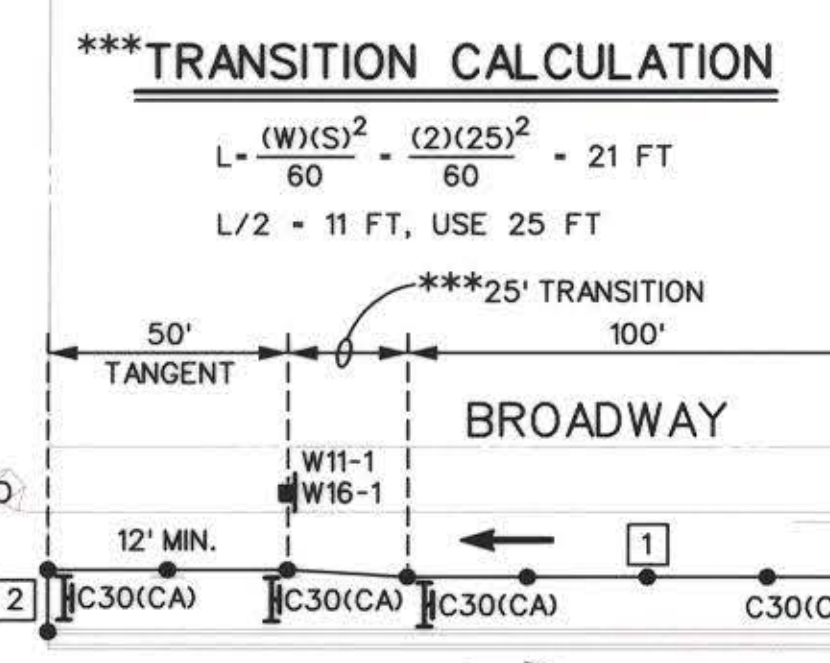 ***TRANSITION CALCULATION
L=(W)(S)²/60 = (2)(25)²/60 = 21 FT
L/2 = 11 FT, USE 25 FT
***25' TRANSITION
50'
100'
TANGENT
BROADWAY
W11-1
W16-1
12' MIN.
1
2
C30(CA)
C30(CA)
C30(CA)
C30(C